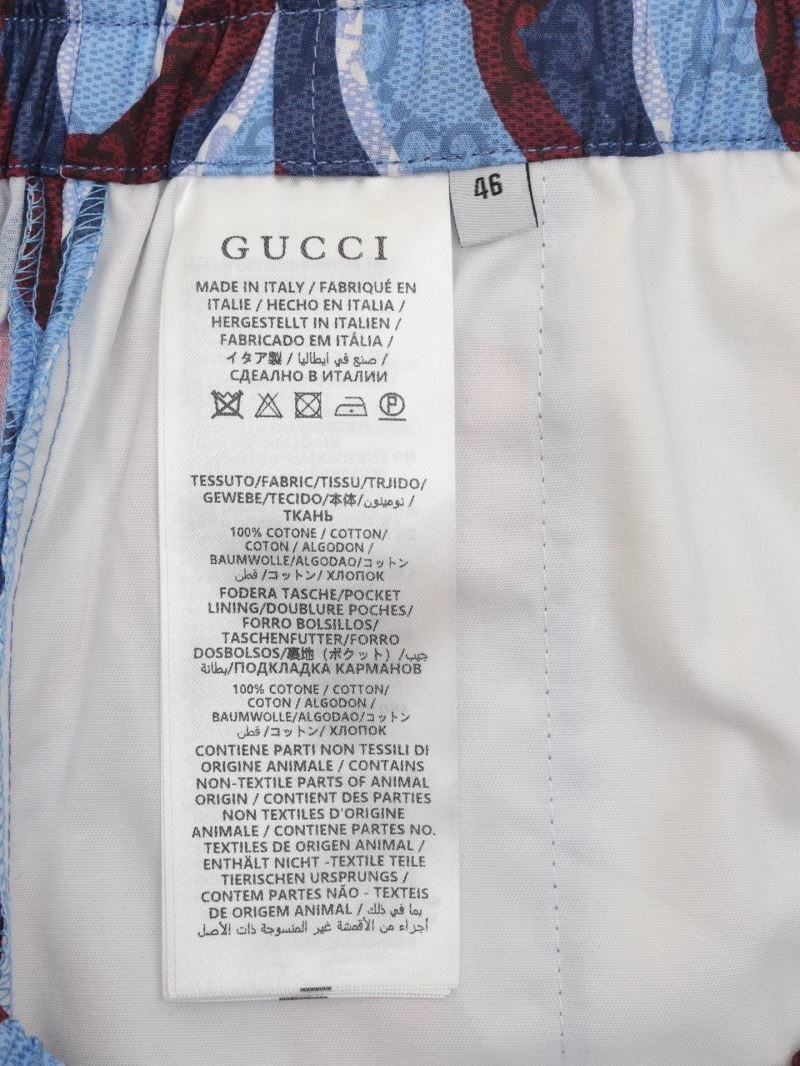 46
GUCCI
MADE IN ITALY / FABRIQUÉ EN
ITALIE / HECHO EN ITALIA /
HERGESTELLT IN ITALIEN /
FABRICADO EM ITÁLIA /
イタア製 / صنع في ايطاليا /
СДЕАЛНО В ИТАЛИИ
P
TESSUTO/FABRIC/TISSU/TRJIDO/
GEWEBE/TECIDO/本体/نوميلون /
ТКАНЬ
100% COTONE / COTTON/
COTON / ALGODON /
BAUMWOLLE/ALGODAO/コットン
قطن /コットン/ ХЛОПОК
FODERA TASCHE/POCKET
LINING/DOUBLURE POCHES/
FORRO BOLSILLOS/
TASCHENFUTTER/FORRO
DOSBOLSOS/裏地（ポケット）/جيب
بطانة/ПОДКЛАДКА КАРМАНОВ
100% COTONE / COTTON/
COTON / ALGODON /
BAUMWOLLE/ALGODAO/コットン
قطن /コットン/ ХЛОПОК
CONTIENE PARTI NON TESSILI DI
ORIGINE ANIMALE / CONTAINS
NON-TEXTILE PARTS OF ANIMAL
ORIGIN / CONTIENT DES PARTIES
NON TEXTILES D'ORIGINE
ANIMALE / CONTIENE PARTES NO.
TEXTILES DE ORIGEN ANIMAL /
ENTHÄLT NICHT -TEXTILE TEILE
TIERISCHEN URSPRUNGS /
CONTEM PARTES NÃO - TEXTEIS
DE ORIGEM ANIMAL / بما في ذلك
أجزاء من الأقمشة غير المنسوجة ذات الأصل